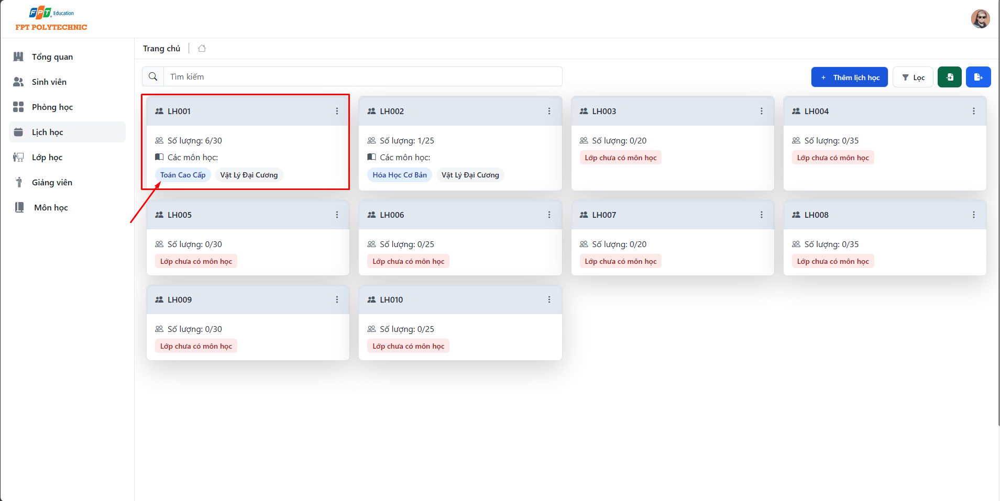 FPT Education
FPT POLYTECHNIC
Tổng quan
Sinh viên
Phòng học
Lịch học
Lớp học
Giảng viên
Môn học
Trang chủ
Tìm kiếm
+ Thêm lịch học
Lọc
LH001
Số lượng: 6/30
Các môn học:
Toán Cao Cấp Vật Lý Đại Cương
LH002
Số lượng: 1/25
Các môn học:
Hóa Học Cơ Bản Vật Lý Đại Cương
LH003
Số lượng: 0/20
Lớp chưa có môn học
LH004
Số lượng: 0/35
Lớp chưa có môn học
LH005
Số lượng: 0/30
Lớp chưa có môn học
LH006
Số lượng: 0/25
Lớp chưa có môn học
LH007
Số lượng: 0/20
Lớp chưa có môn học
LH008
Số lượng: 0/35
Lớp chưa có môn học
LH009
Số lượng: 0/30
Lớp chưa có môn học
LH010
Số lượng: 0/25
Lớp chưa có môn học